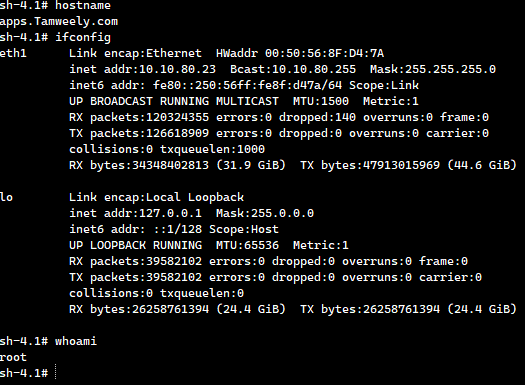 sh-4.1# hostname
apps.Tamweely.com
sh-4.1# ifconfig
eth1      Link encap:Ethernet  HWaddr 00:50:56:8F:D4:7A
          inet addr:10.10.80.23  Bcast:10.10.80.255  Mask:255.255.255.0
          inet6 addr: fe80::250:56ff:fe8f:d47a/64 Scope:Link
          UP BROADCAST RUNNING MULTICAST  MTU:1500  Metric:1
          RX packets:120324355 errors:0 dropped:140 overruns:0 frame:0
          TX packets:126618909 errors:0 dropped:0 overruns:0 carrier:0
          collisions:0 txqueuelen:1000
          RX bytes:34348402813 (31.9 GiB)  TX bytes:47913015969 (44.6 GiB)
lo        Link encap:Local Loopback
          inet addr:127.0.0.1  Mask:255.0.0.0
          inet6 addr: ::1/128 Scope:Host
          UP LOOPBACK RUNNING  MTU:65536  Metric:1
          RX packets:39582102 errors:0 dropped:0 overruns:0 frame:0
          TX packets:39582102 errors:0 dropped:0 overruns:0 carrier:0
          collisions:0 txqueuelen:0
          RX bytes:26258761394 (24.4 GiB)  TX bytes:26258761394 (24.4 GiB)
sh-4.1# whoami
root
sh-4.1#